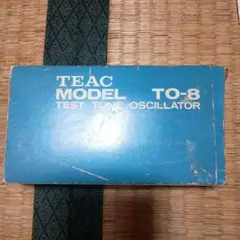 TEAC
MODEL TO-8
TEST TONE OSCILLATOR